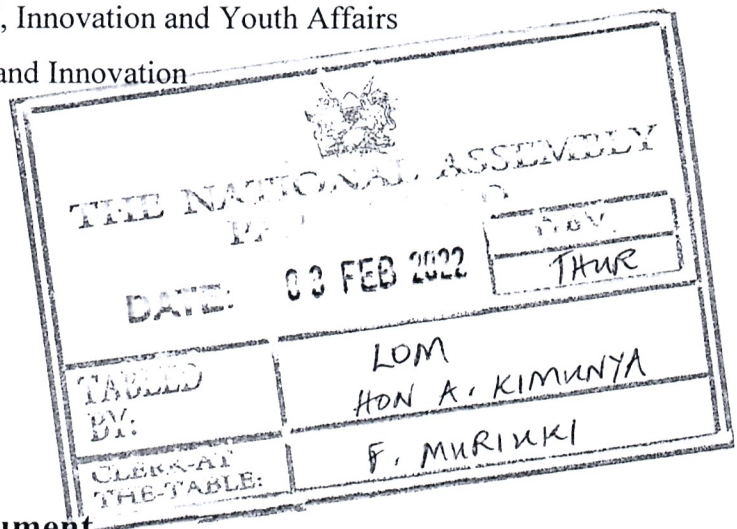 , Innovation and Youth Affairs
and Innovation
THE NATIONAL ASSEMBLY
DATE: 03 FEB 2022
DAY.
THUR
TABLED BY:
LOM
HON A. KIMUNYA
CLERK-AT THE-TABLE:
F. MURIUKI
ument